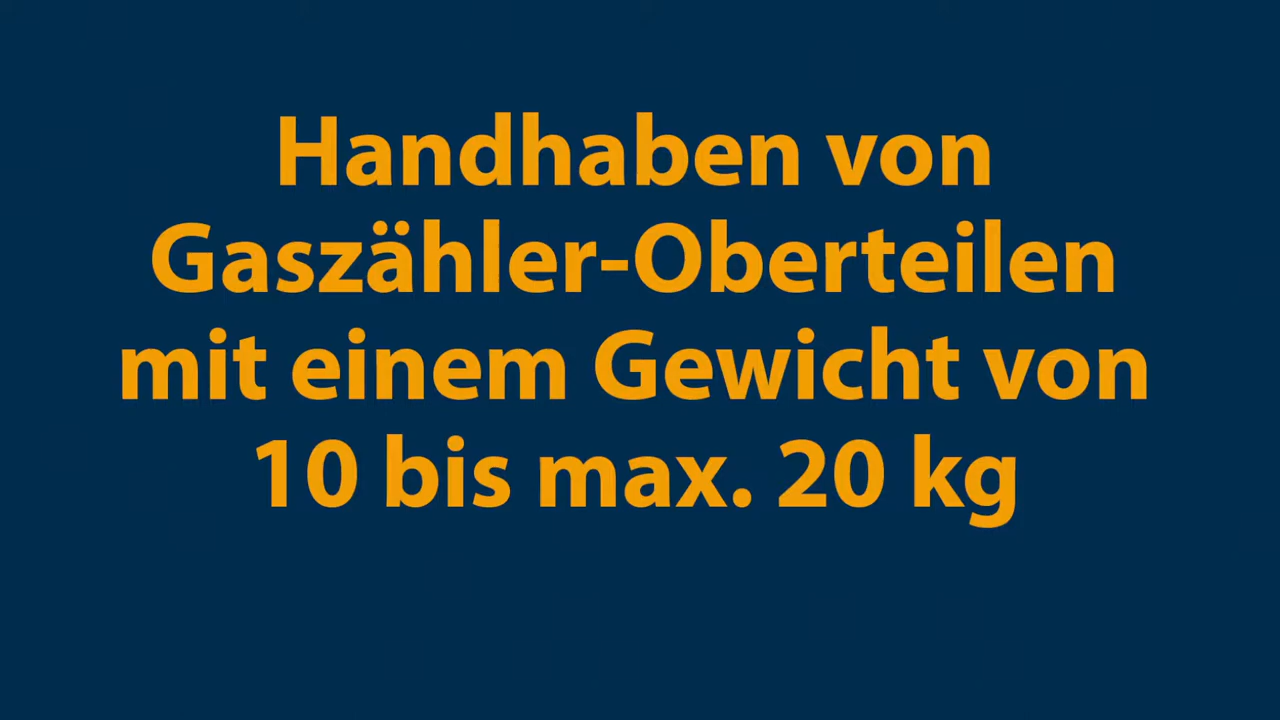 Handhaben von
Gaszähler-Oberteilen
mit einem Gewicht von
10 bis max. 20 kg